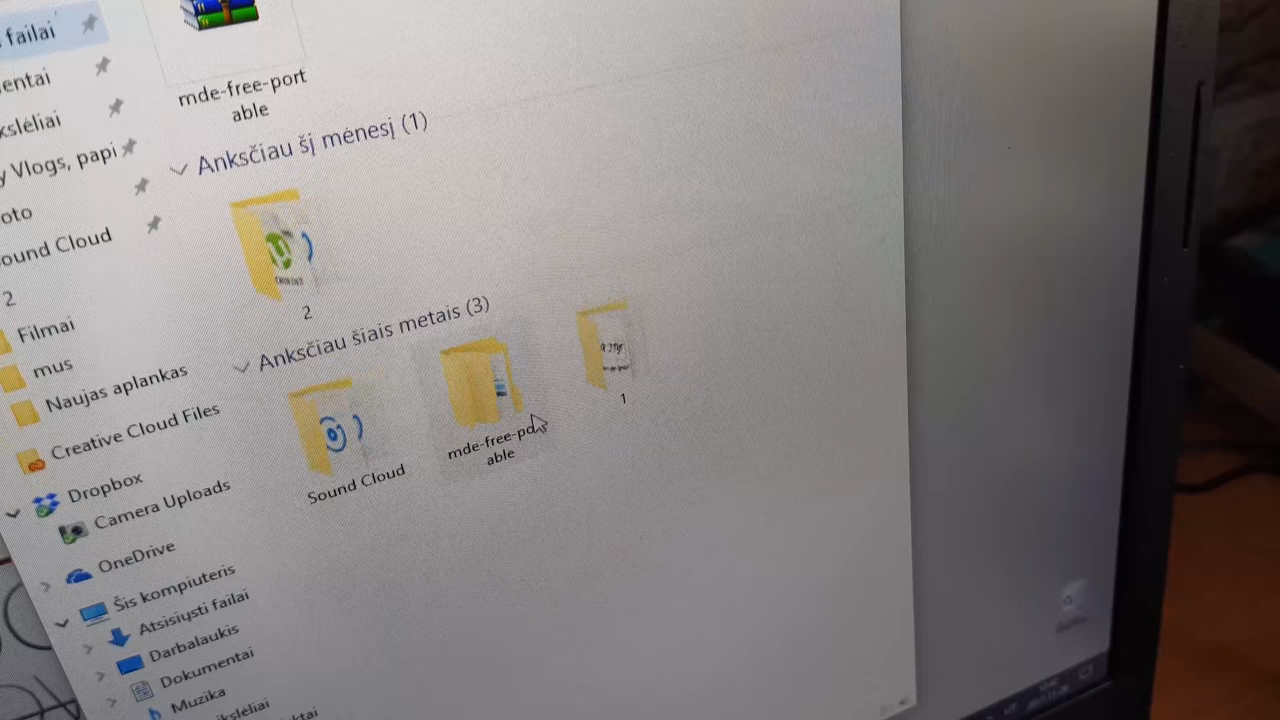 failai
mde-free-port
able
entai
Anksčiau šį mėnesį (1)
y Vlogs, papi
oto
2
ound Cloud
2
Filmai
Anksčiau šiais metais (3)
mus
Naujas aplankas
1
mde-free-po
able
Creative Cloud Files
Sound Cloud
Dropbox
Camera Uploads
OneDrive
Šis kompiuteris
Atsisiųsti failai
Darbalaukis
Dokumentai
Muzika